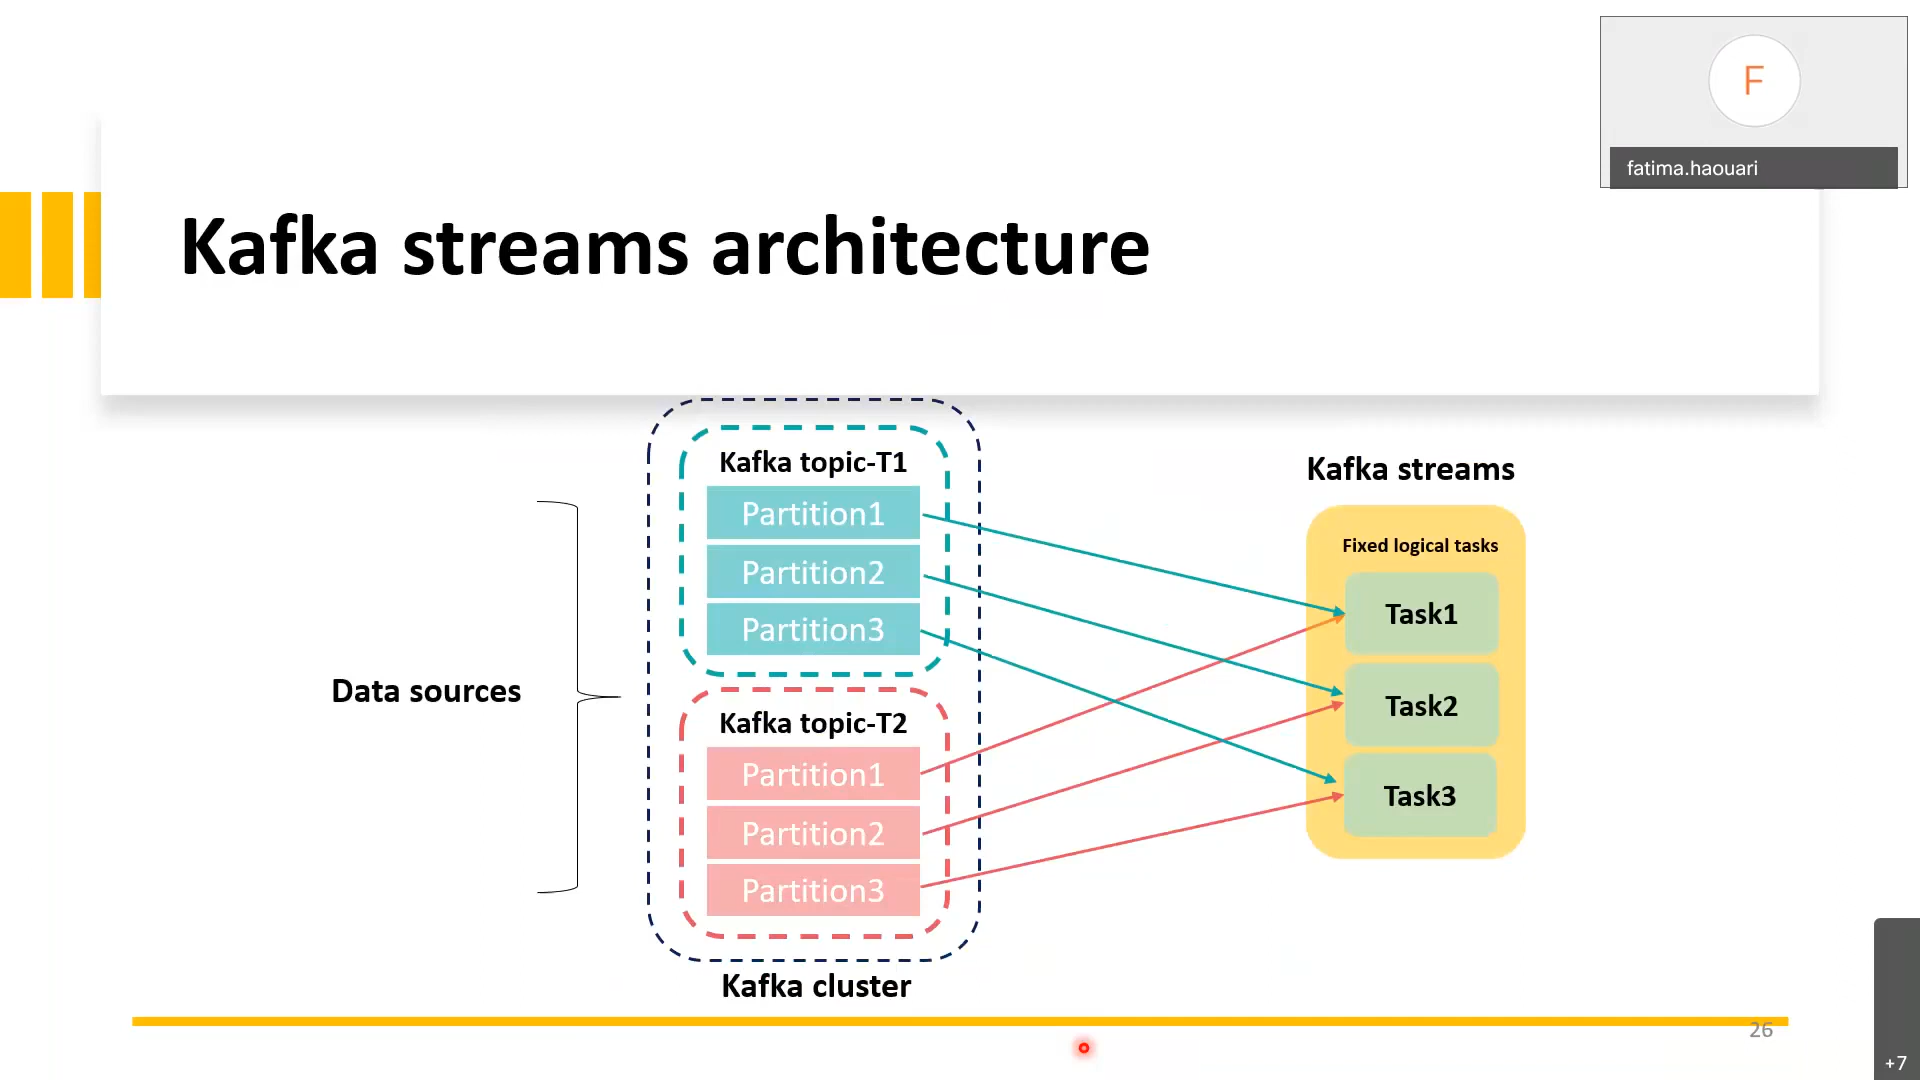 F
fatima.haouari
Kafka streams architecture
Data sources
Kafka topic-T1
Partition1
Partition2
Partition3
Kafka topic-T2
Partition1
Partition2
Partition3
Kafka cluster
Kafka streams
Fixed logical tasks
Task1
Task2
Task3
26
+7